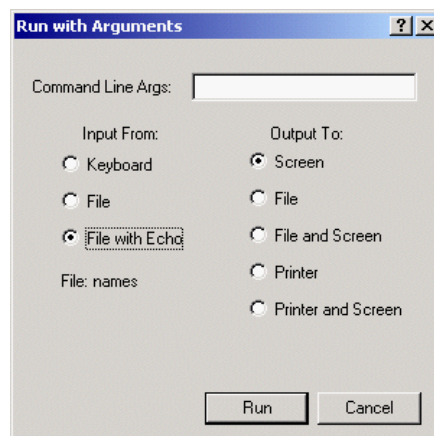 Run with Arguments
Command Line Args:
Input From:
Keyboard
File
File with Echo
File: names
Output To:
Screen
File
File and Screen
Printer
Printer and Screen
Run
Cancel